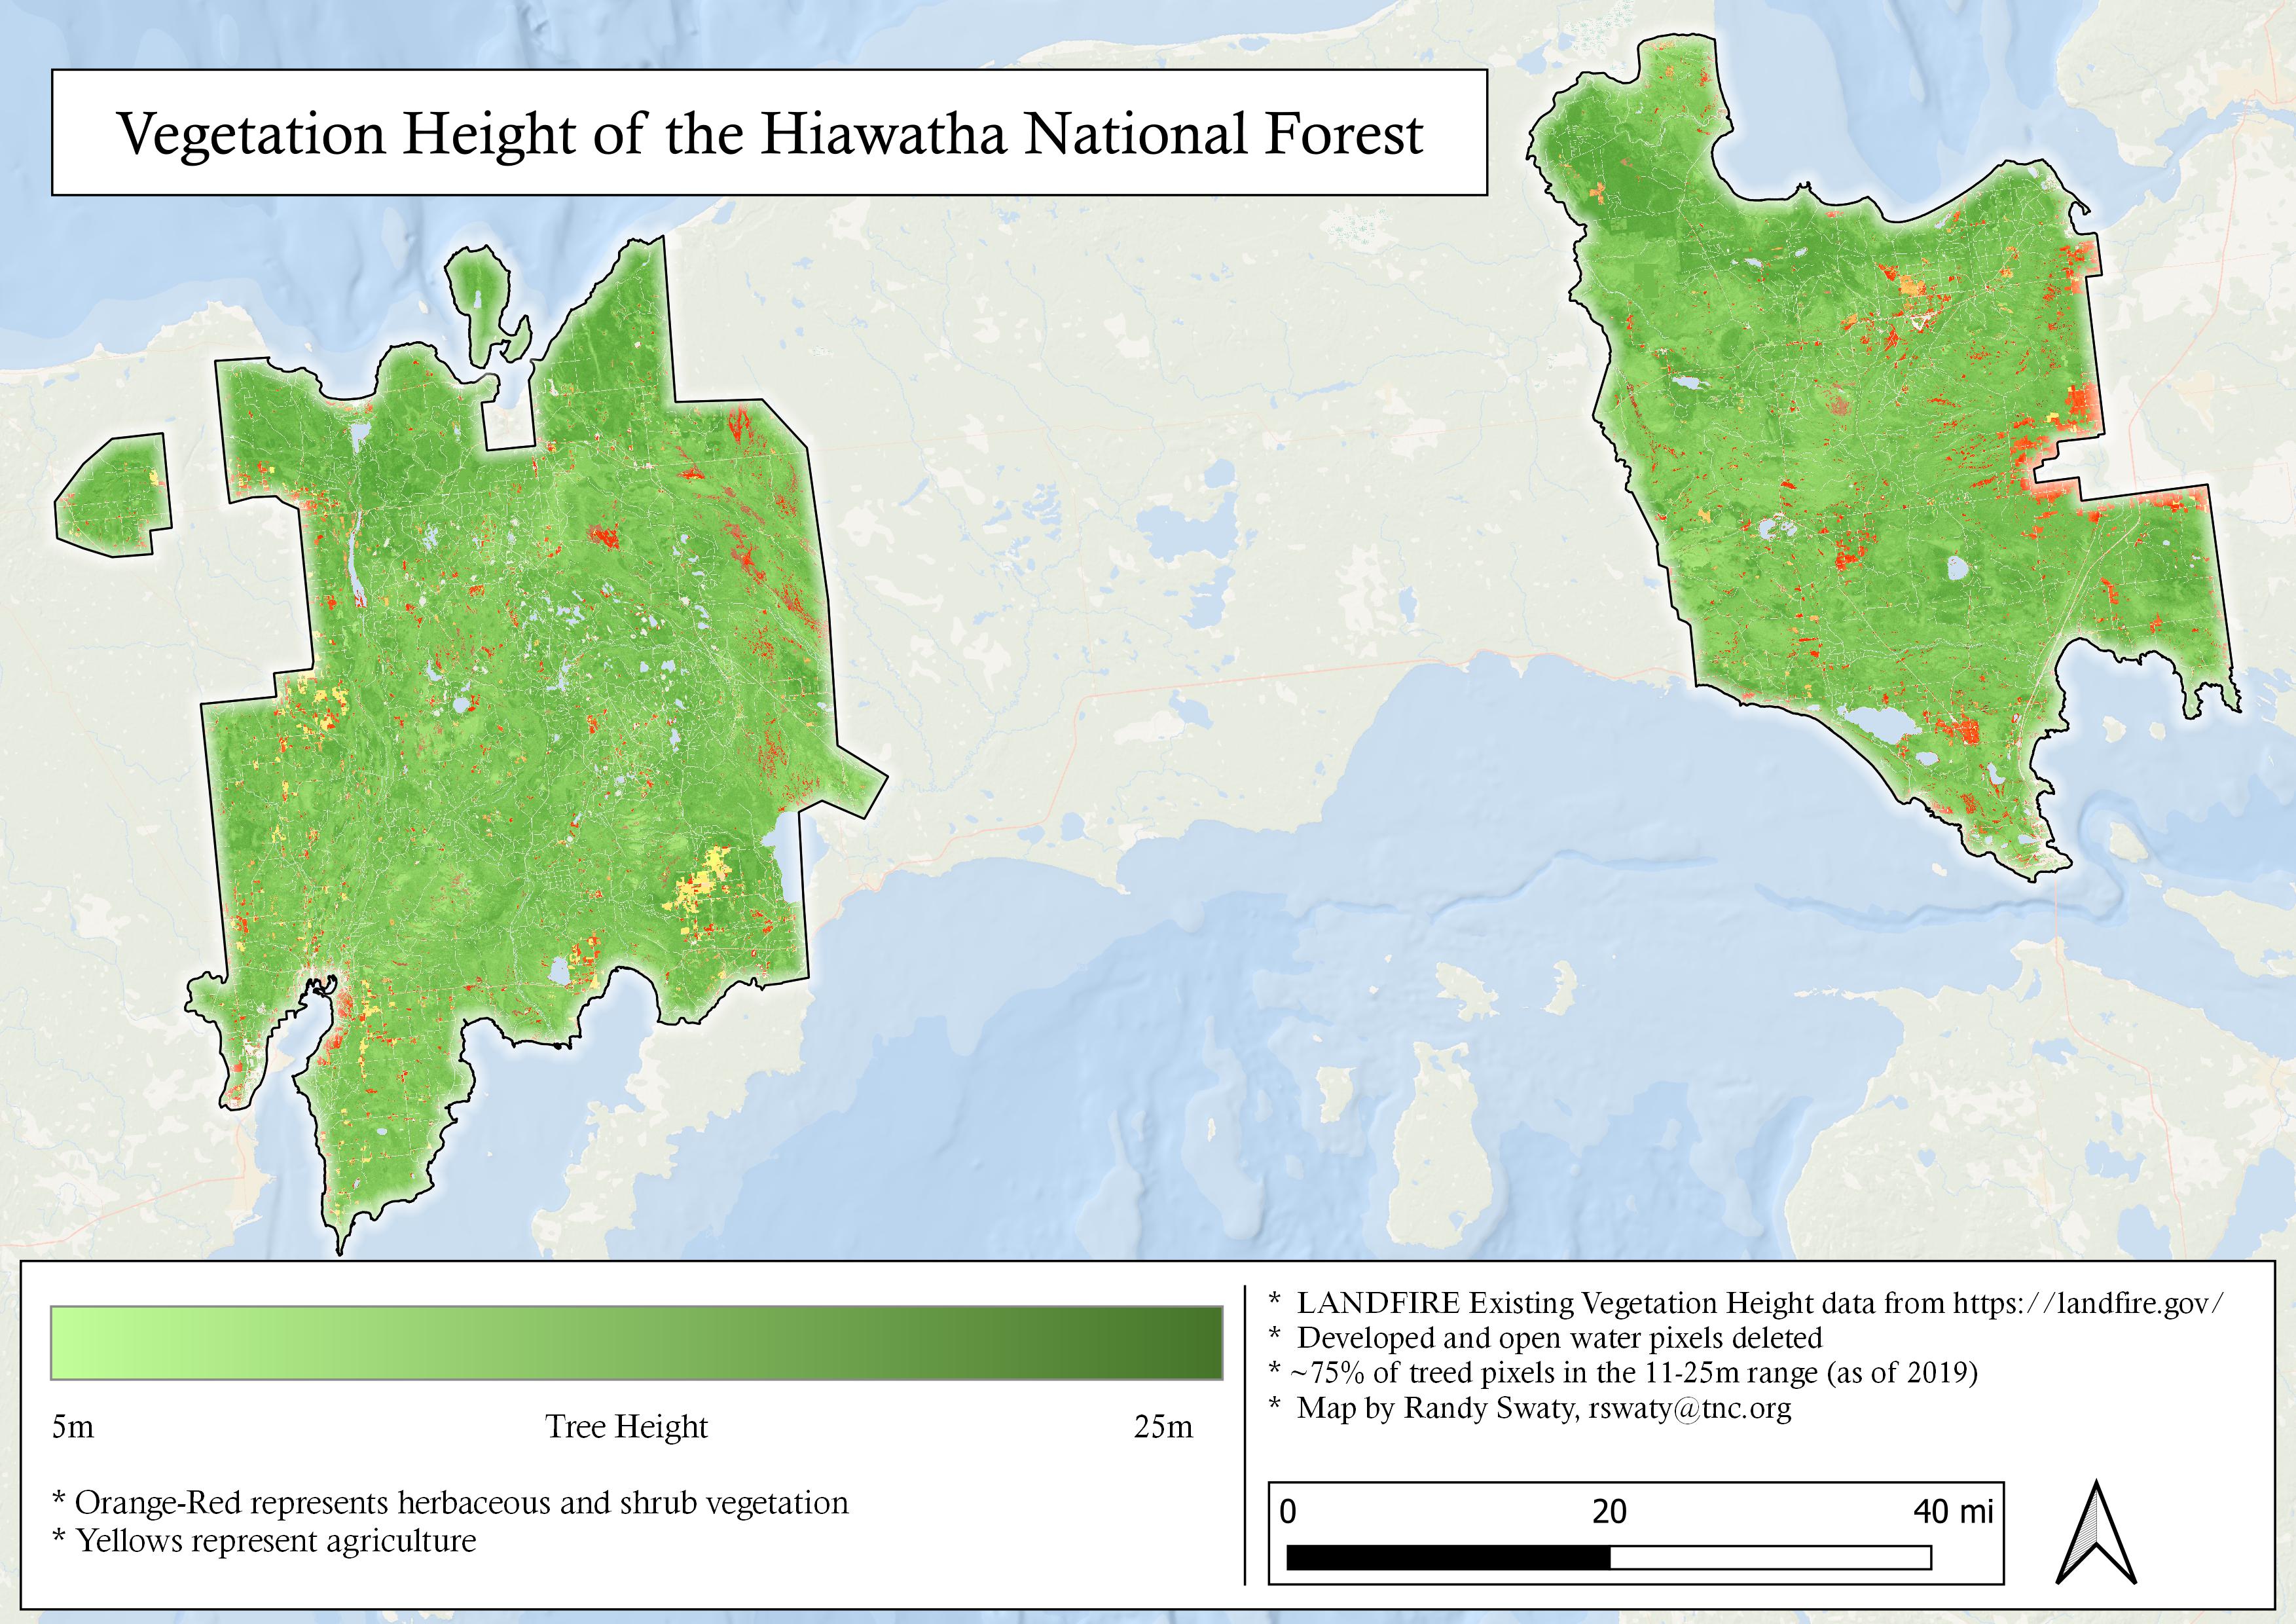 Vegetation Height of the Hiawatha National Forest
5m Tree Height 25m
* Orange-Red represents herbaceous and shrub vegetation
* Yellows represent agriculture
* LANDFIRE Existing Vegetation Height data from https://landfire.gov/
* Developed and open water pixels deleted
* ~75% of treed pixels in the 11-25m range (as of 2019)
* Map by Randy Swaty, rswaty@tnc.org
0 20 40 mi